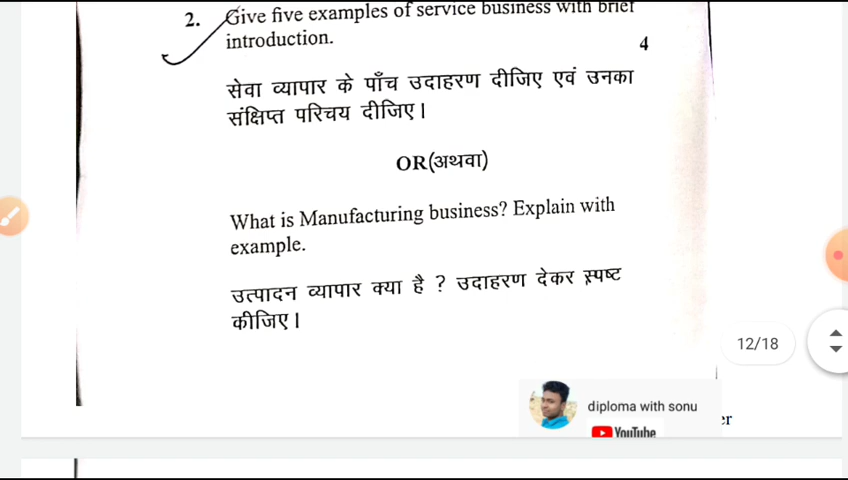 2. Give five examples of service business with brief
introduction.
4
सेवा व्यापार के पाँच उदाहरण दीजिए एवं उनका
संक्षिप्त परिचय दीजिए।
OR(अथवा)
What is Manufacturing business? Explain with
example.
उत्पादन व्यापार क्या है ? उदाहरण देकर स्पष्ट
कीजिए।
12/18
diploma with sonu
YouTube
er